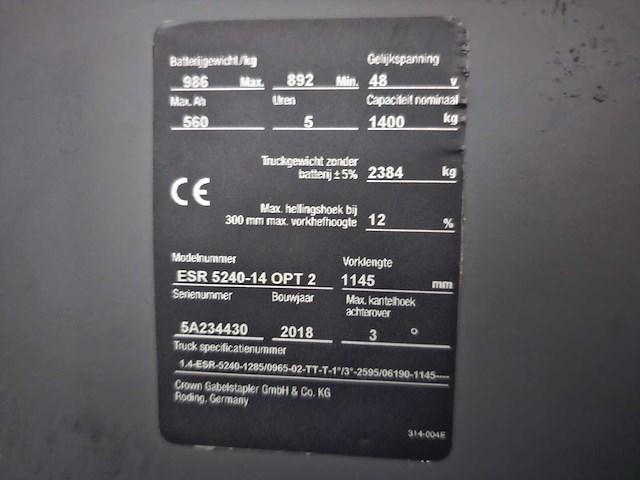 Batterijgewicht/kg Gelijkspanning
986 Max. 892 Min. 48 v
Max. Ah Uren Capaciteit nominaal
560 5 1400 kg
Truckgewicht zonder
batterij ± 5% 2384 kg
CE
Max. hellingshoek bij
300 mm max. vorkhefhoogte 12 %
Modelnummer Vorklengte
ESR 5240-14 OPT 2 1145 mm
Serienummer Bouwjaar Max. kantelhoek
achterover
5A234430 2018 3 °
Truck specificatienummer
1.4-ESR-5240-1285/0965-02-TT-T-1°/3°-2595/06190-1145----
Crown Gabelstapler GmbH & Co. KG
Roding, Germany
314-004E